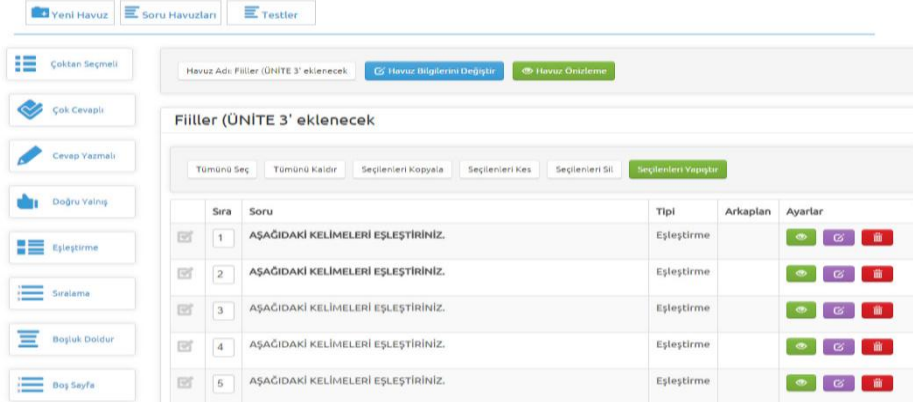 Yeni Havuz Soru Havuzları Testler
Çoktan Seçmeli
Çok Cevaplı
Cevap Yazmalı
Doğru Yalnış
Eşleştirme
Sıralama
Boşluk Doldur
Boş Sayfa
Havuz Adı: Fiiller (ÜNİTE 3' eklenecek Havuz Bilgilerini Değiştir Havuz Önizleme
Fiiller (ÜNİTE 3' eklenecek
Tümünü Seç Tümünü Kaldır Seçilenleri Kopyala Seçilenleri Kes Seçilenleri Sil Seçilenleri Yapıştır
Sıra Soru Tipi Arkaplan Ayarlar
1 AŞAĞIDAKİ KELİMELERİ EŞLEŞTİRİNİZ. Eşleştirme
2 AŞAĞIDAKİ KELİMELERİ EŞLEŞTİRİNİZ. Eşleştirme
3 AŞAĞIDAKİ KELİMELERİ EŞLEŞTİRİNİZ. Eşleştirme
4 AŞAĞIDAKİ KELİMELERİ EŞLEŞTİRİNİZ. Eşleştirme
5 AŞAĞIDAKİ KELİMELERİ EŞLEŞTİRİNİZ. Eşleştirme